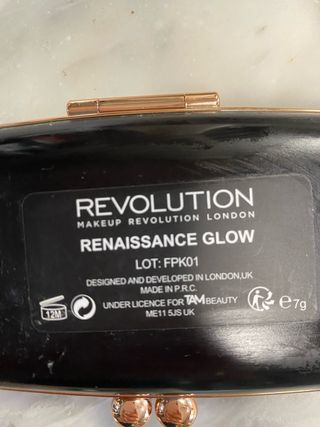 REVOLUTION
MAKEUP REVOLUTION LONDON
RENAISSANCE GLOW
LOT: FPK01
DESIGNED AND DEVELOPED IN LONDON,UK
MADE IN P.R.C.
12M UNDER LICENCE FOR TAM BEAUTY ℮7g
ME11 5JS UK